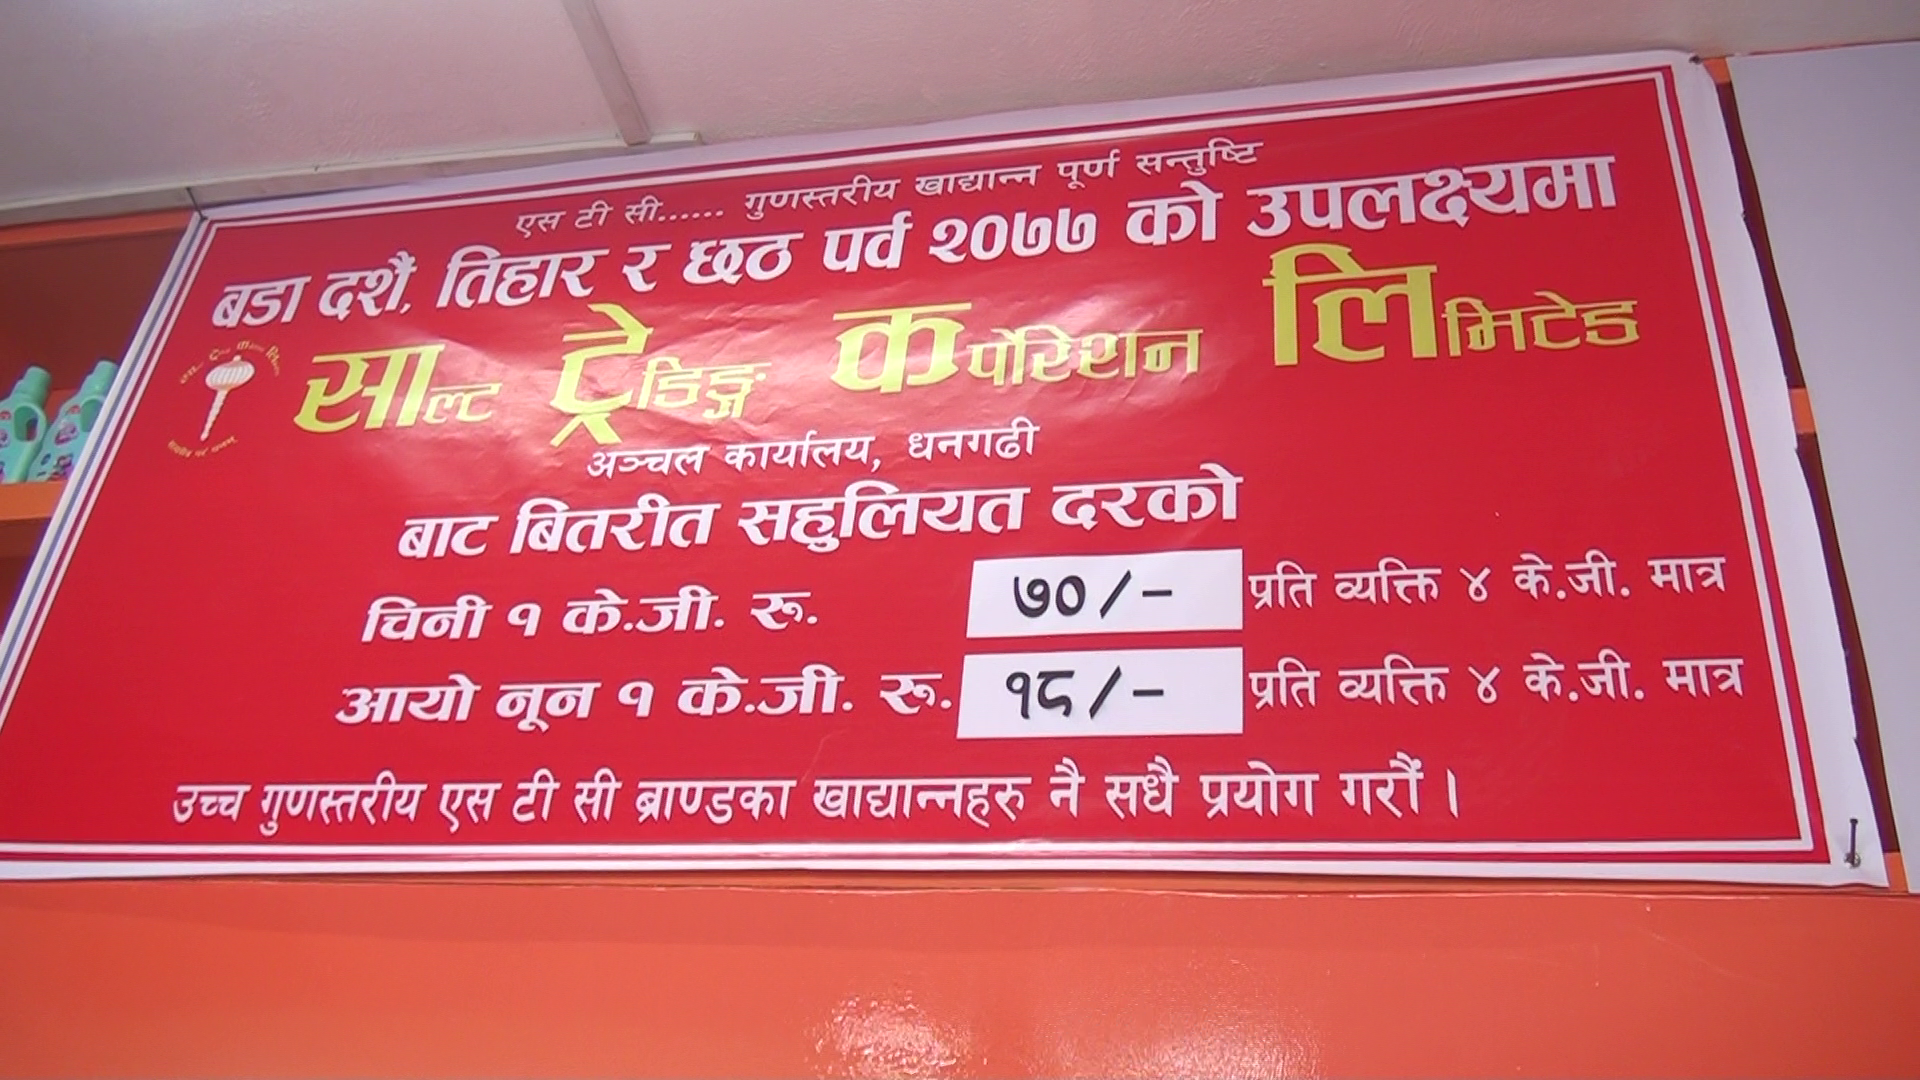 एस टी सी...... गुणस्तरीय खाद्यान्न पूर्ण सन्तुष्टि
बडा दशैं, तिहार र छठ पर्व २०७७ को उपलक्ष्यमा
साल्ट ट्रेडिङ्ग कर्पोरेशन लिमिटेड
अञ्चल कार्यालय, धनगढी
बाट बितरीत सहुलियत दरको
चिनी १ के.जी. रु. ७०/- प्रति व्यक्ति ४ के.जी. मात्र
आयो नून १ के.जी. रु. १८/- प्रति व्यक्ति ४ के.जी. मात्र
उच्च गुणस्तरीय एस टी सी ब्राण्डका खाद्यान्नहरु नै सधै प्रयोग गरौं ।